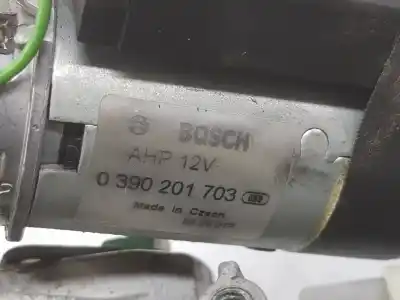 BOSCH
AHP 12V
0 390 201 703
Made in Czech